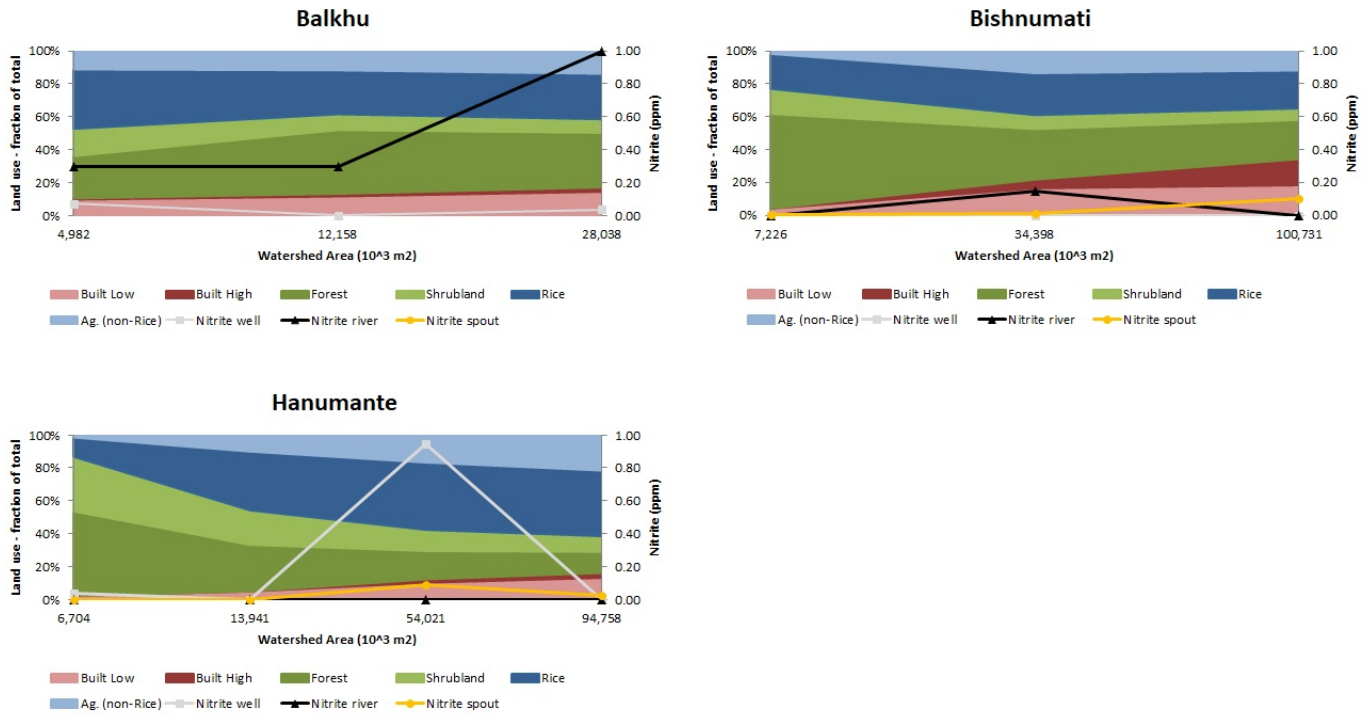 Balkhu
Land use - fraction of total
100%
80%
60%
40%
20%
0%
1.00
0.80
0.60
0.40
0.20
0.00
Nitrite (ppm)
4,982 12,158 28,038
Watershed Area (10^3 m2)
Built Low Built High Forest Shrubland Rice
Ag. (non-Rice) Nitrite well Nitrite river Nitrite spout
Bishnumati
Land use - fraction of total
100%
80%
60%
40%
20%
0%
1.00
0.80
0.60
0.40
0.20
0.00
Nitrite (ppm)
7,226 34,398 100,731
Watershed Area (10^3 m2)
Built Low Built High Forest Shrubland Rice
Ag. (non-Rice) Nitrite well Nitrite river Nitrite spout
Hanumante
Land use - fraction of total
100%
80%
60%
40%
20%
0%
1.00
0.80
0.60
0.40
0.20
0.00
Nitrite (ppm)
6,704 13,941 54,021 94,758
Watershed Area (10^3 m2)
Built Low Built High Forest Shrubland Rice
Ag. (non-Rice) Nitrite well Nitrite river Nitrite spout